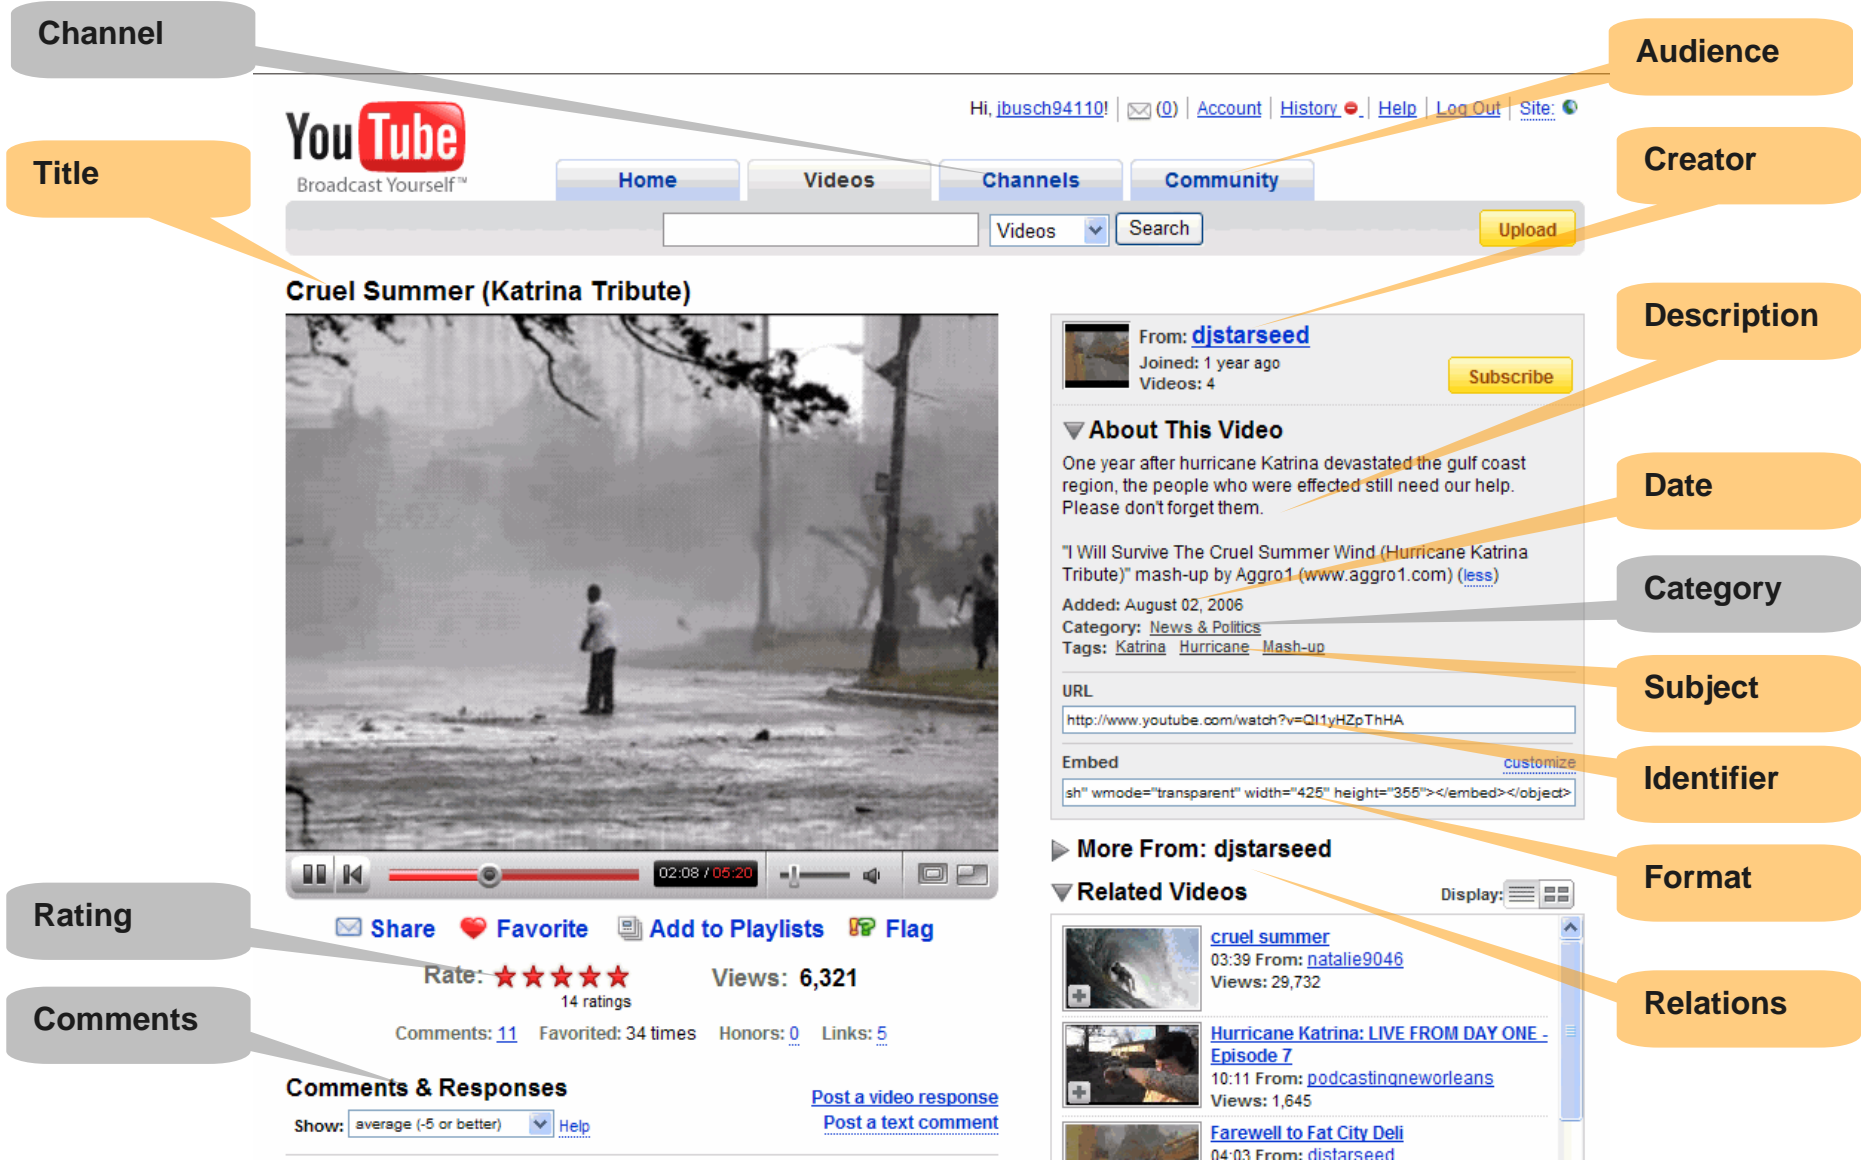 Channel
Audience
Hi, jbusch94110! (0) Account History Help Log Out Site:
YouTube
Broadcast Yourself™
Title
Creator
Home Videos Channels Community
Videos Search Upload
Cruel Summer (Katrina Tribute)
Description
From: djstarseed
Joined: 1 year ago
Videos: 4
Subscribe
About This Video
One year after hurricane Katrina devastated the gulf coast
region, the people who were effected still need our help.
Please don't forget them.
Date
"I Will Survive The Cruel Summer Wind (Hurricane Katrina
Tribute)" mash-up by Aggro1 (www.aggro1.com) (less)
Category
Added: August 02, 2006
Category: News & Politics
Tags: Katrina Hurricane Mash-up
Subject
URL
http://www.youtube.com/watch?v=QI1yHZpThHA
Identifier
Embed customize
sh" wmode="transparent" width="425" height="355"></embed></object>
More From: djstarseed
Format
02:08 / 05:20
Related Videos Display:
Rating
Share Favorite Add to Playlists Flag
Rate: Views: 6,321
14 ratings
Comments
Comments: 11 Favorited: 34 times Honors: 0 Links: 5
Comments & Responses
Post a video response
Show: average (-5 or better) Help
Post a text comment
cruel summer
03:39 From: natalie9046
Views: 29,732
Relations
Hurricane Katrina: LIVE FROM DAY ONE -
Episode 7
10:11 From: podcastingneworleans
Views: 1,645
Farewell to Fat City Deli
04:03 From: djstarseed